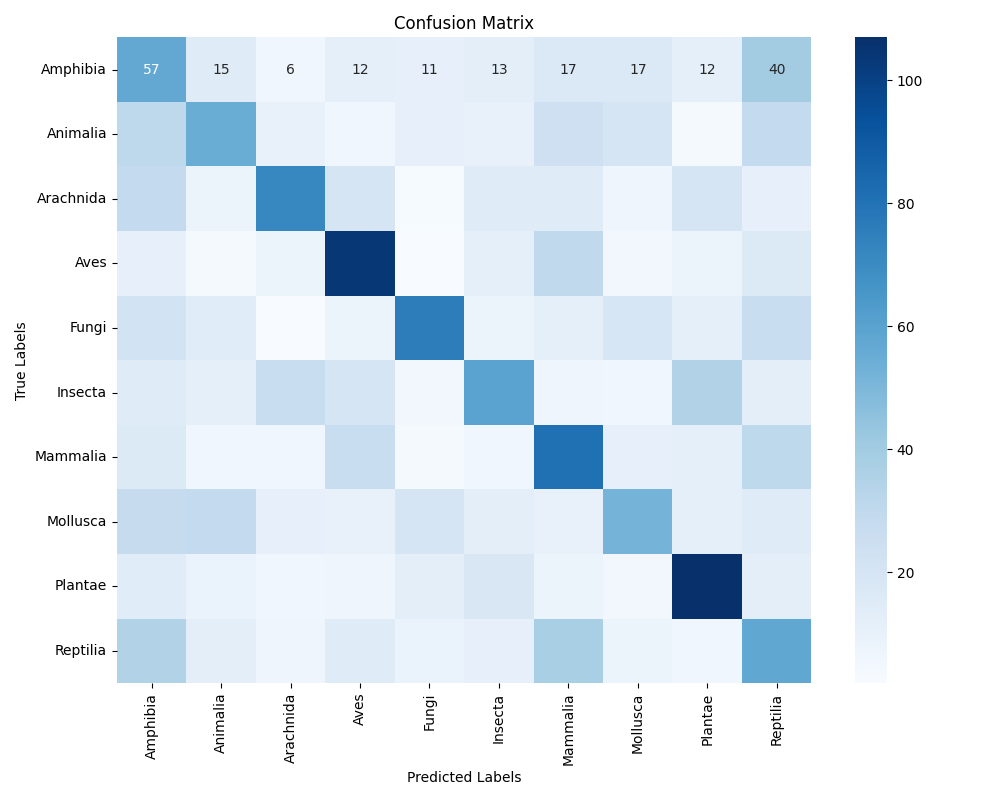 Confusion Matrix
Amphibia 57 15 6 12 11 13 17 17 12 40
Animalia
Arachnida
Aves
Fungi
Insecta
Mammalia
Mollusca
Plantae
Reptilia
True Labels
Amphibia Animalia Arachnida Aves Fungi Insecta Mammalia Mollusca Plantae Reptilia
Predicted Labels
100
80
60
40
20